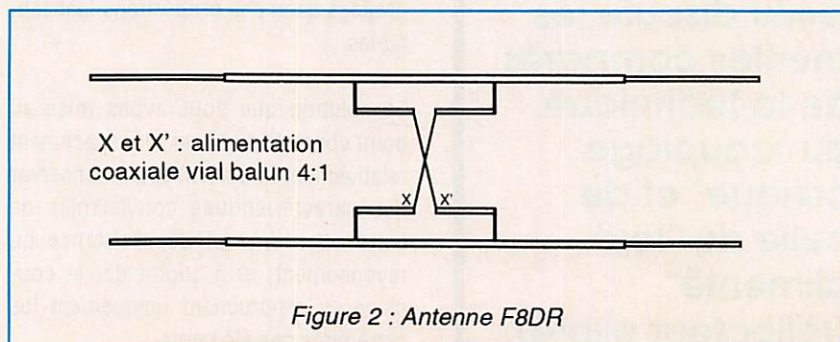 X et X' : alimentation
coaxiale vial balun 4:1
x x'
Figure 2 : Antenne F8DR